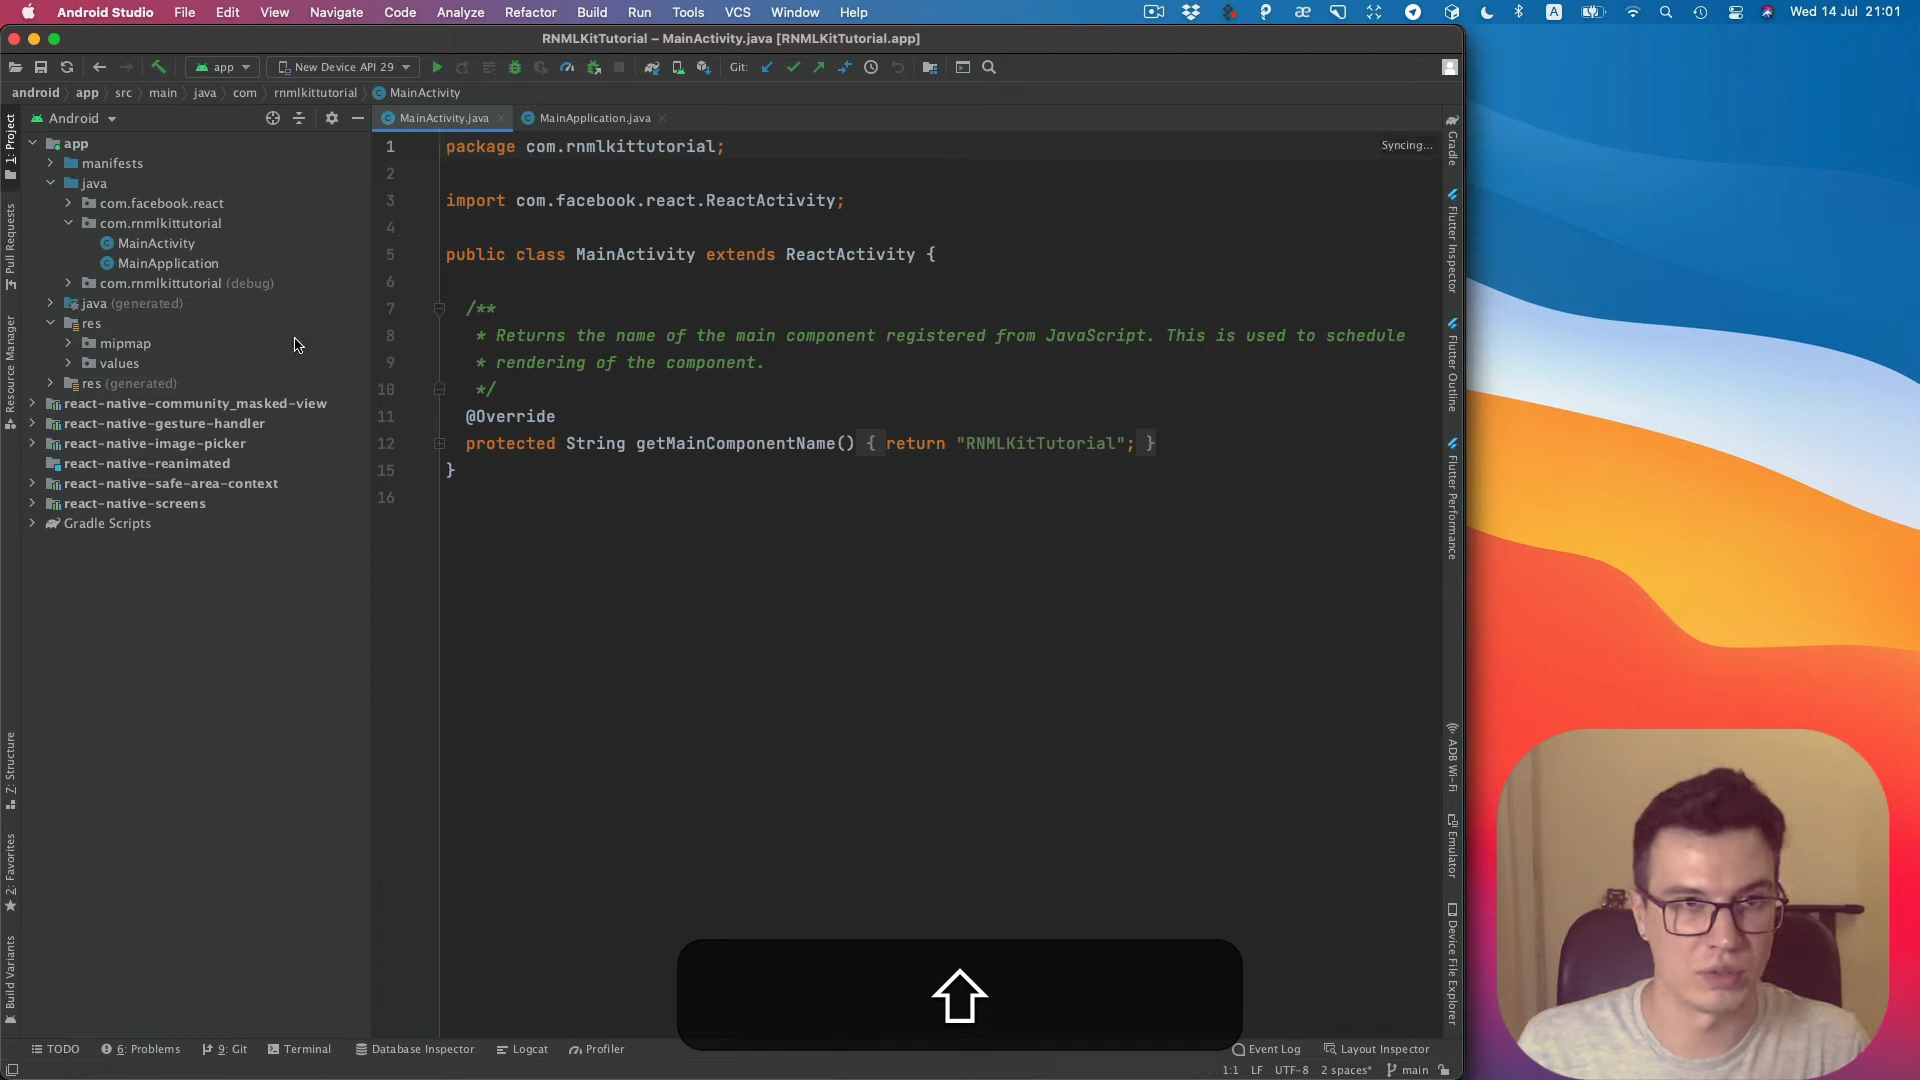 Android Studio File Edit View Navigate Code Analyze Refactor Build Run Tools VCS Window Help A Wed 14 Jul 21:01
RNMLKitTutorial – MainActivity.java [RNMLKitTutorial.app]
app New Device API 29 Git:
android app src main java com rnmlkittutorial MainActivity
Android
MainActivity.java MainApplication.java
app
manifests
java
com.facebook.react
com.rnmlkittutorial
MainActivity
MainApplication
com.rnmlkittutorial (debug)
java (generated)
res
mipmap
values
res (generated)
react-native-community_masked-view
react-native-gesture-handler
react-native-image-picker
react-native-reanimated
react-native-safe-area-context
react-native-screens
Gradle Scripts
1 package com.rnmlkittutorial;
Syncing...
2
3 import com.facebook.react.ReactActivity;
4
5 public class MainActivity extends ReactActivity {
6
7 /**
8 * Returns the name of the main component registered from JavaScript. This is used to schedule
9 * rendering of the component.
10 */
11 @Override
12 protected String getMainComponentName() { return "RNMLKitTutorial"; }
15 }
16
1: Project
Pull Requests
Resource Manager
Z: Structure
2: Favorites
Build Variants
Gradle
Flutter Inspector
Flutter Outline
Flutter Performance
ADB Wi-Fi
Emulator
Device File Explorer
TODO 6: Problems 9: Git Terminal Database Inspector Logcat Profiler Event Log Layout Inspector
1:1 LF UTF-8 2 spaces* main